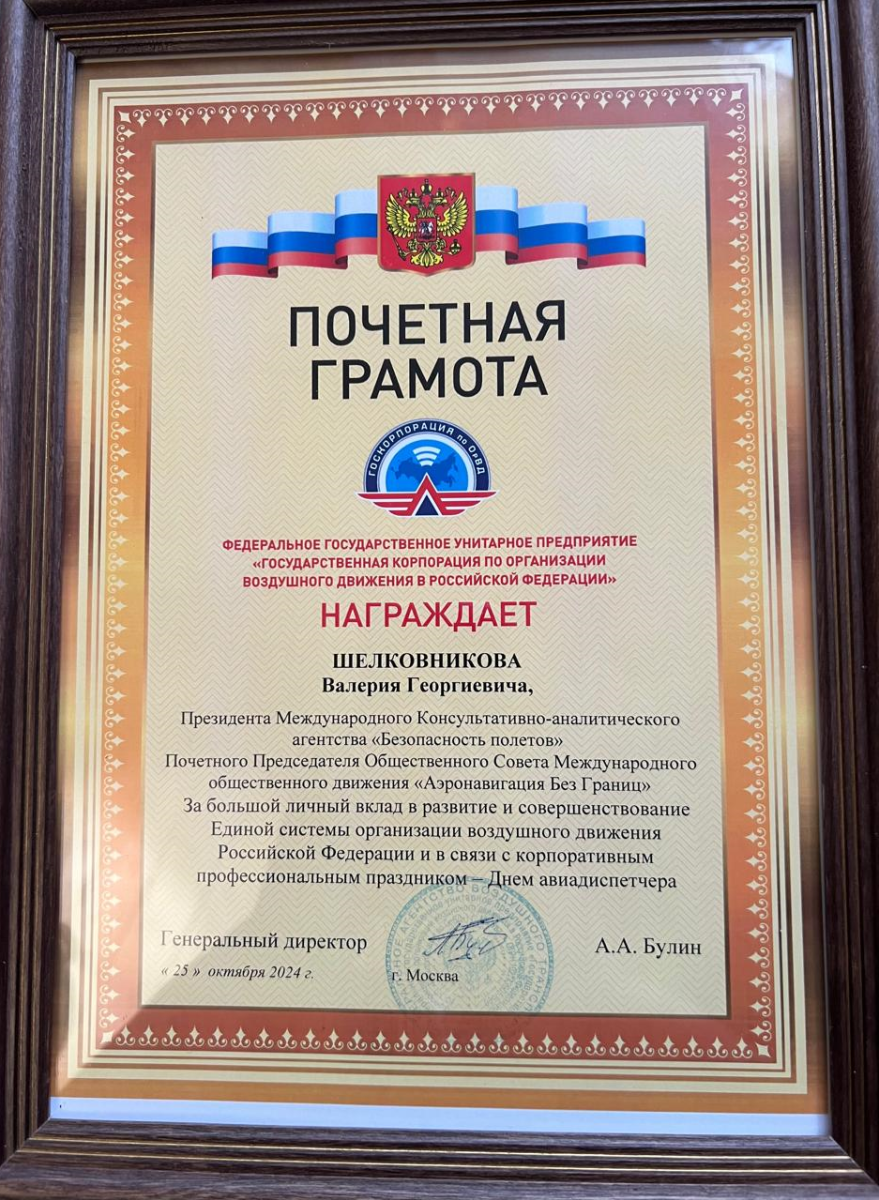 ПОЧЕТНАЯ
ГРАМОТА
ГОСКОРПОРАЦИЯ по ОрВД
ФЕДЕРАЛЬНОЕ ГОСУДАРСТВЕННОЕ УНИТАРНОЕ ПРЕДПРИЯТИЕ
«ГОСУДАРСТВЕННАЯ КОРПОРАЦИЯ ПО ОРГАНИЗАЦИИ
ВОЗДУШНОГО ДВИЖЕНИЯ В РОССИЙСКОЙ ФЕДЕРАЦИИ»
НАГРАЖДАЕТ
ШЕЛКОВНИКОВА
Валерия Георгиевича,
Президента Международного Консультативно-аналитического
агентства «Безопасность полетов»
Почетного Председателя Общественного Совета Международного
общественного движения «Аэронавигация Без Границ»
За большой личный вклад в развитие и совершенствование
Единой системы организации воздушного движения
Российской Федерации и в связи с корпоративным
профессиональным праздником – Днем авиадиспетчера
Генеральный директор
А.А. Булин
« 25 » октября 2024 г.
г. Москва
АГЕНТСТВО ВОЗДУШНОГО